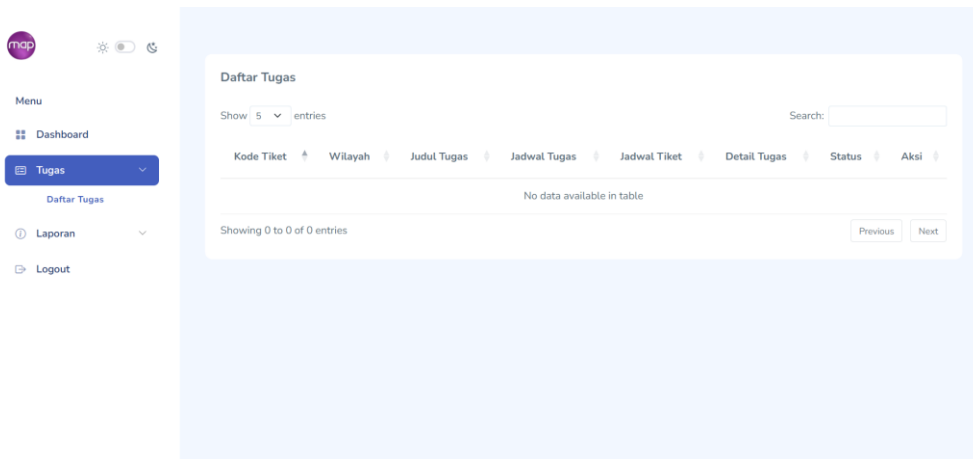 map
Menu
Dashboard
Tugas
Daftar Tugas
Laporan
Logout
Daftar Tugas
Show 5 entries
Search:
Kode Tiket Wilayah Judul Tugas Jadwal Tugas Jadwal Tiket Detail Tugas Status Aksi
No data available in table
Showing 0 to 0 of 0 entries
Previous Next